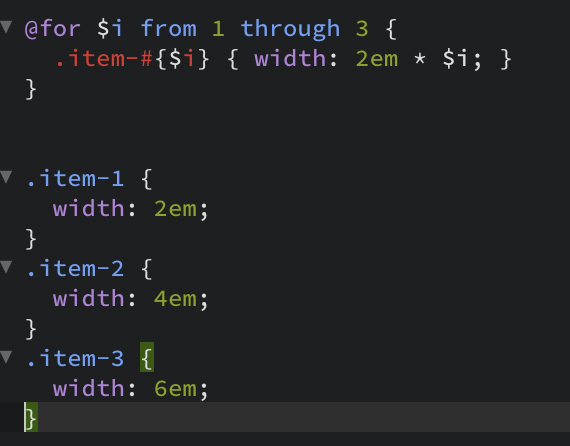 @for $i from 1 through 3 {
  .item-#{$i} { width: 2em * $i; }
}
.item-1 {
  width: 2em;
}
.item-2 {
  width: 4em;
}
.item-3 {
  width: 6em;
}